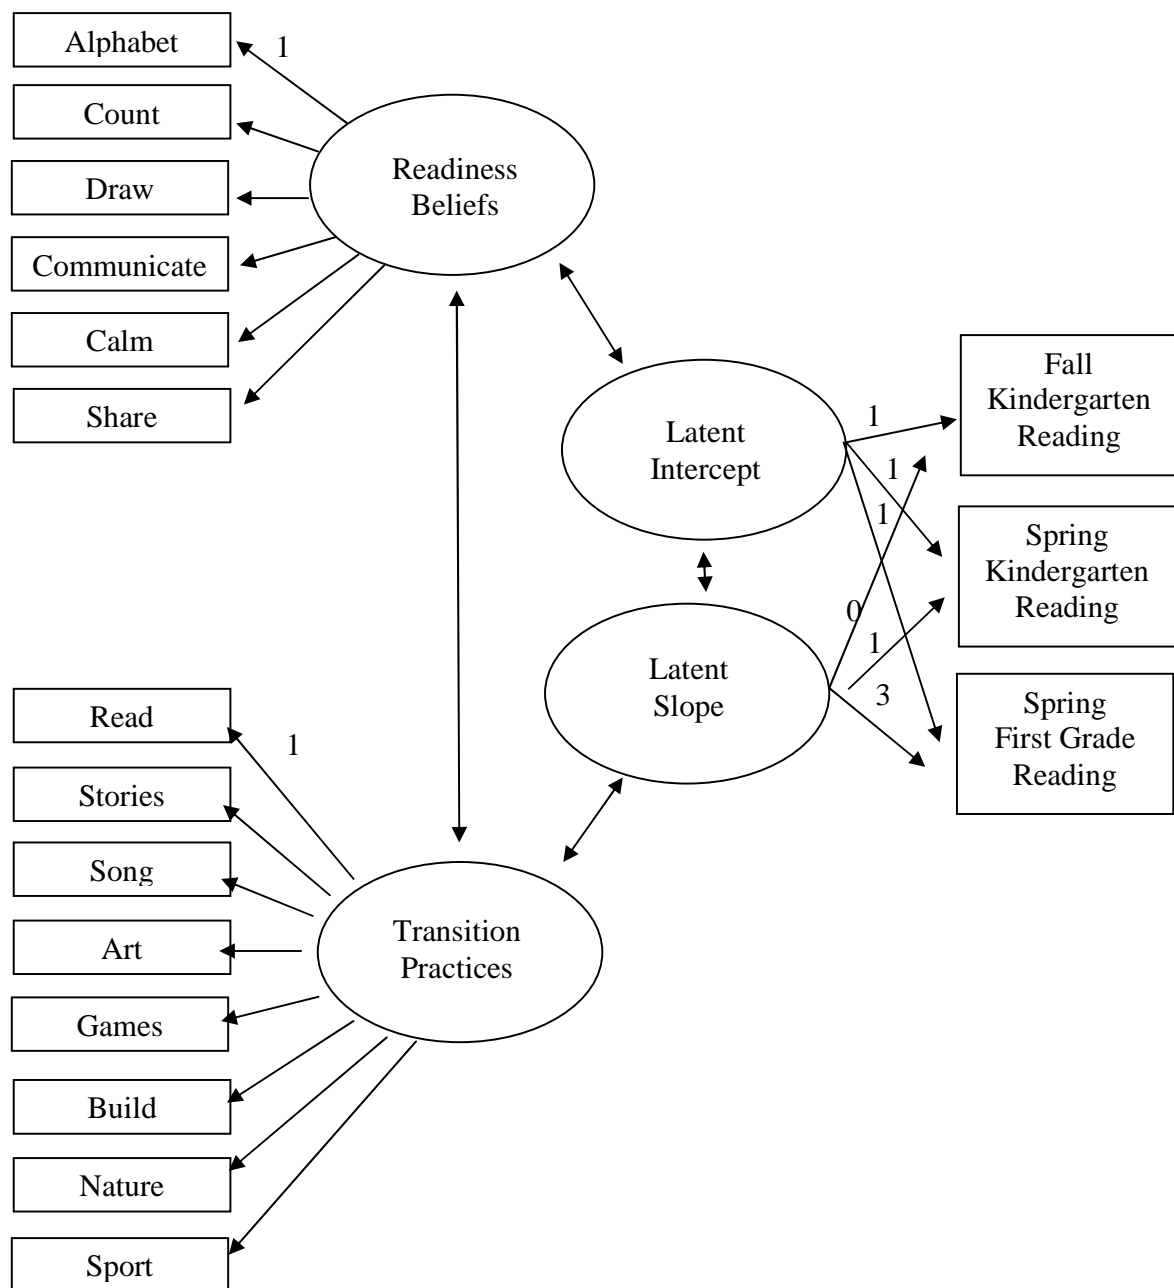 Alphabet
1
Count
Draw
Communicate
Calm
Share
Readiness
Beliefs
Latent
Intercept
1
1
1
Fall
Kindergarten
Reading
Spring
Kindergarten
Reading
Latent
Slope
0
1
3
Spring
First Grade
Reading
Read
1
Stories
Song
Art
Games
Build
Nature
Sport
Transition
Practices